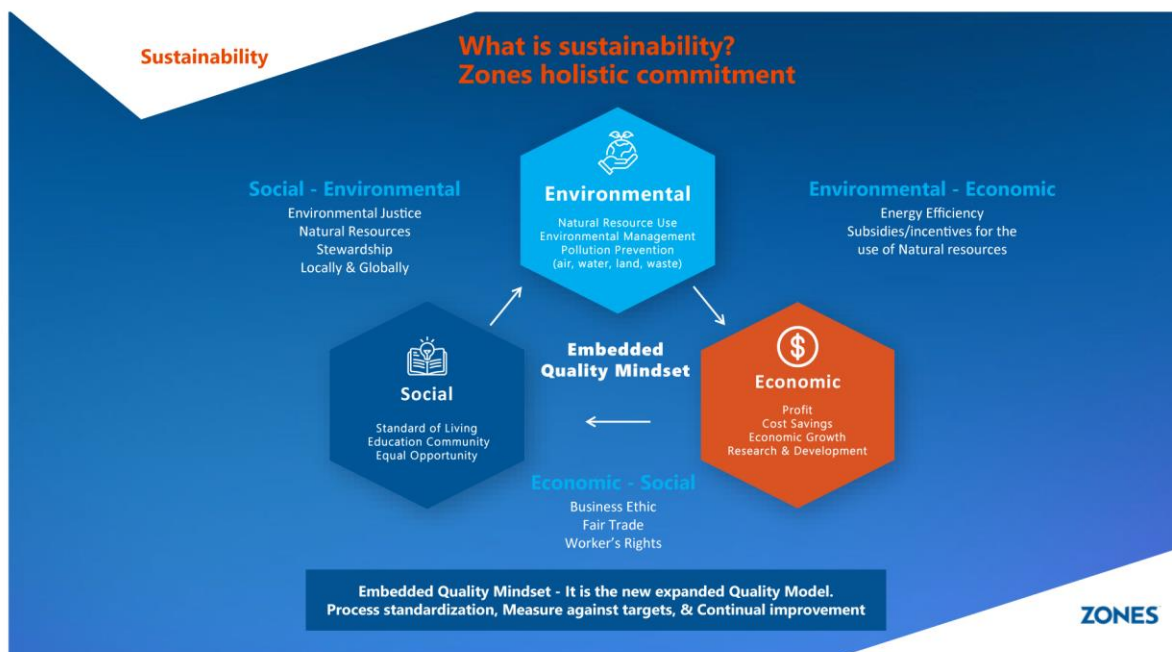 Sustainability
What is sustainability?
Zones holistic commitment
Environmental
Natural Resource Use
Environmental Management
Pollution Prevention
(air, water, land, waste)
Social - Environmental
Environmental Justice
Natural Resources
Stewardship
Locally & Globally
Environmental - Economic
Energy Efficiency
Subsidies/incentives for the
use of Natural resources
Social
Standard of Living
Education Community
Equal Opportunity
Embedded
Quality Mindset
$
Economic
Profit
Cost Savings
Economic Growth
Research & Development
Economic - Social
Business Ethic
Fair Trade
Worker's Rights
Embedded Quality Mindset - It is the new expanded Quality Model.
Process standardization, Measure against targets, & Continual improvement
ZONES